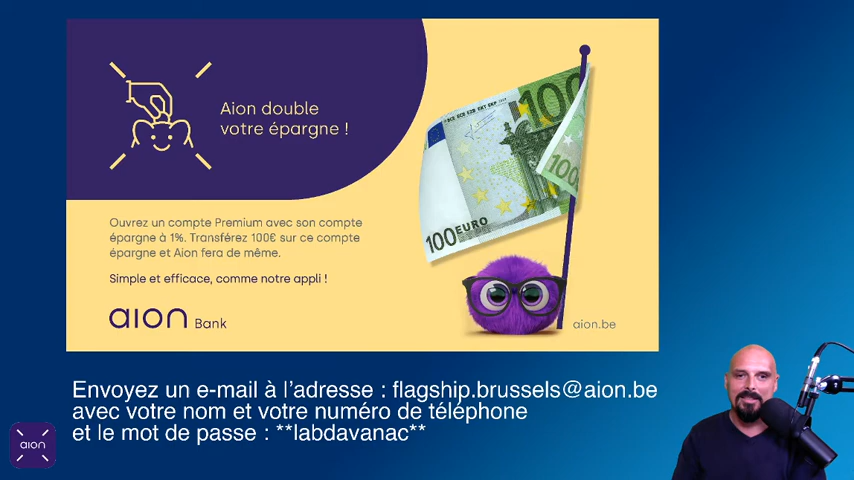 Aion double
votre épargne !
Ouvrez un compte Premium avec son compte
épargne à 1%. Transférez 100€ sur ce compte
épargne et Aion fera de même.
Simple et efficace, comme notre appli !
aion Bank
100
100
100 EURO
aion.be
Envoyez un e-mail à l'adresse : flagship.brussels@aion.be
avec votre nom et votre numéro de téléphone
et le mot de passe : **labdavanac**
aion